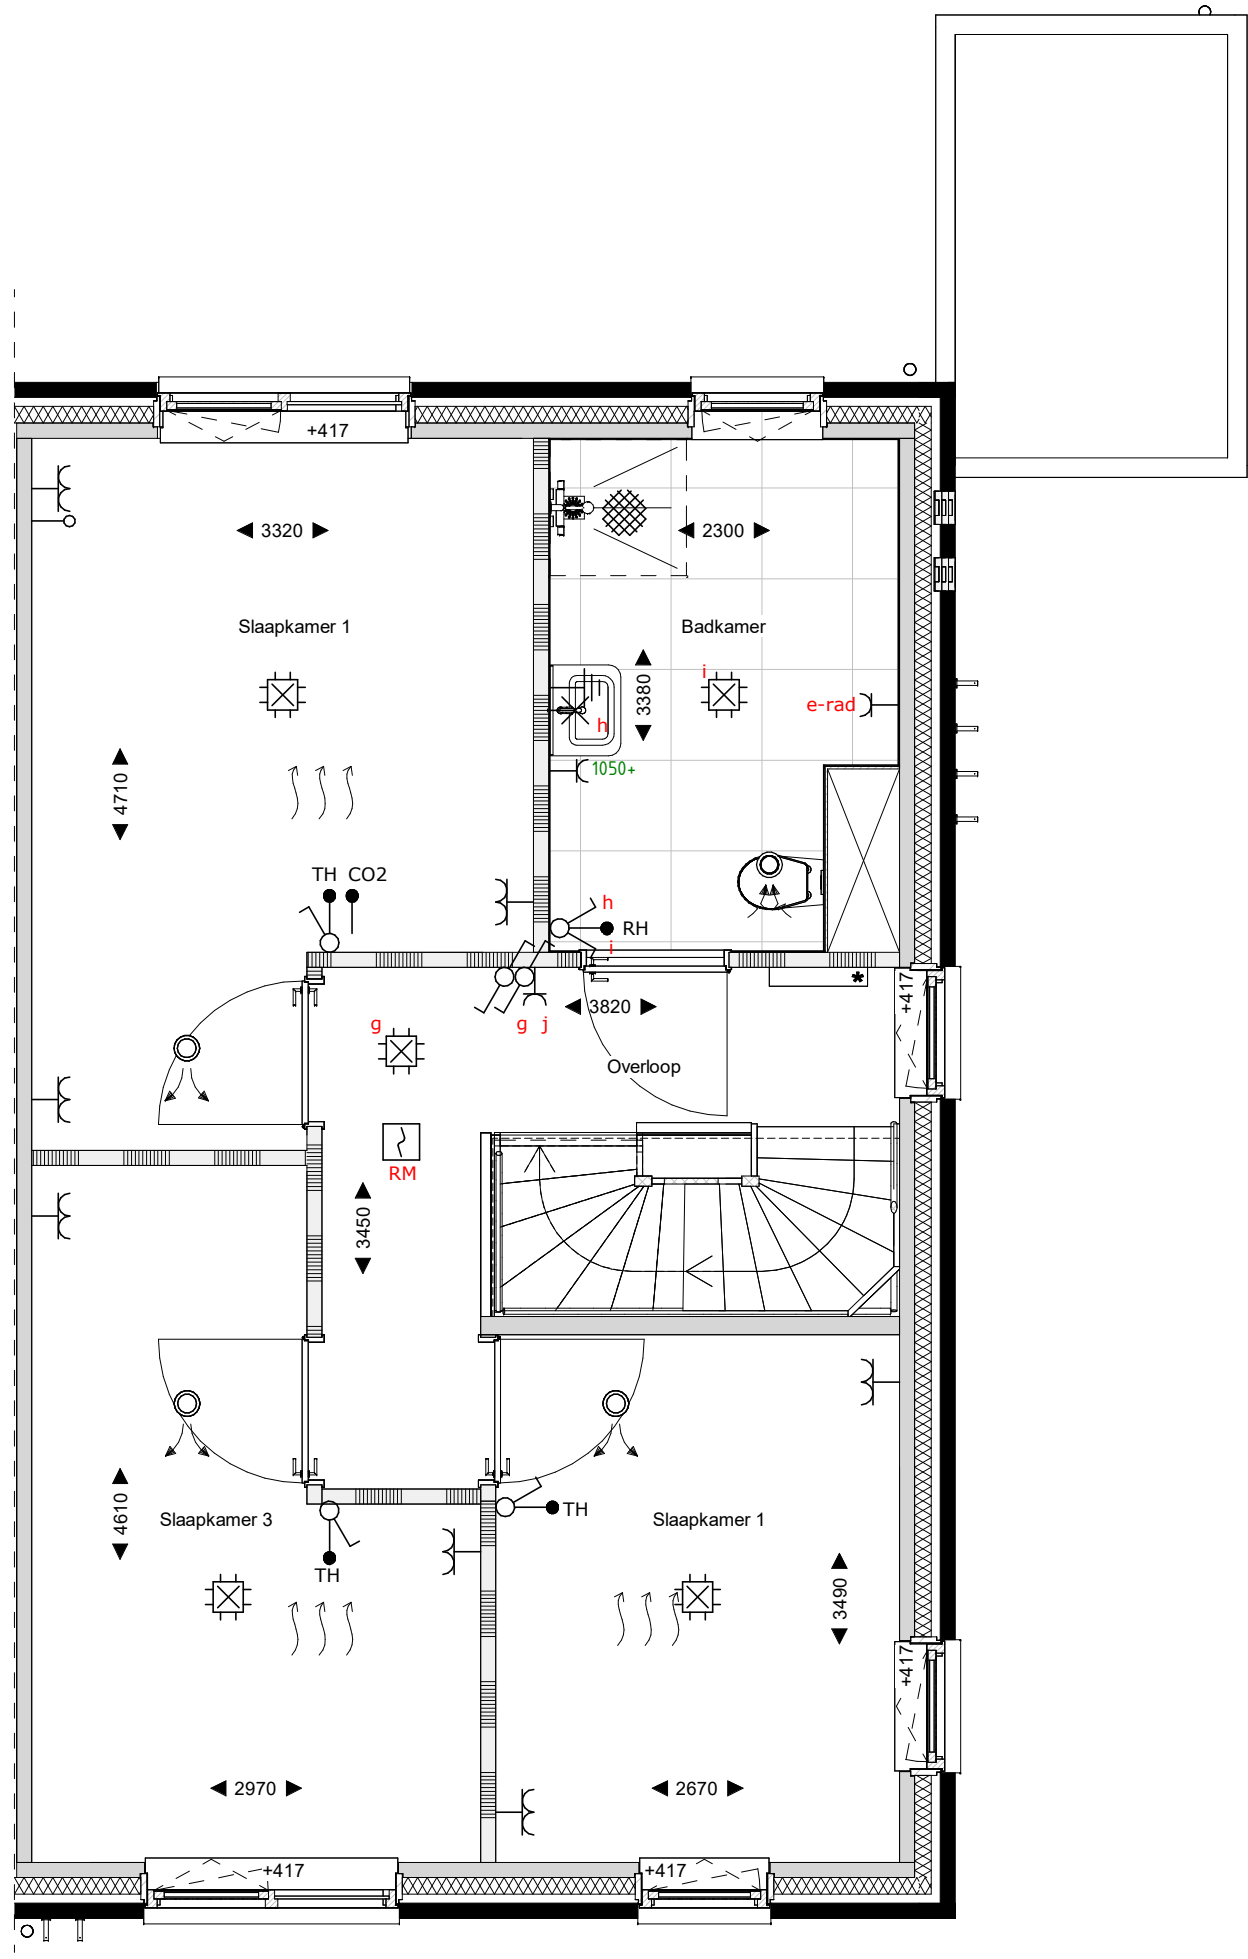 +417
3320
2300
Slaapkamer 1
Badkamer
i
3380
e-rad
h
1050+
4710
TH CO2
h
RH
i
*
+417
3820
g
g j
Overloop
RM
3450
4610
Slaapkamer 3
TH
Slaapkamer 1
TH
3490
+417
2970
2670
+417
+417